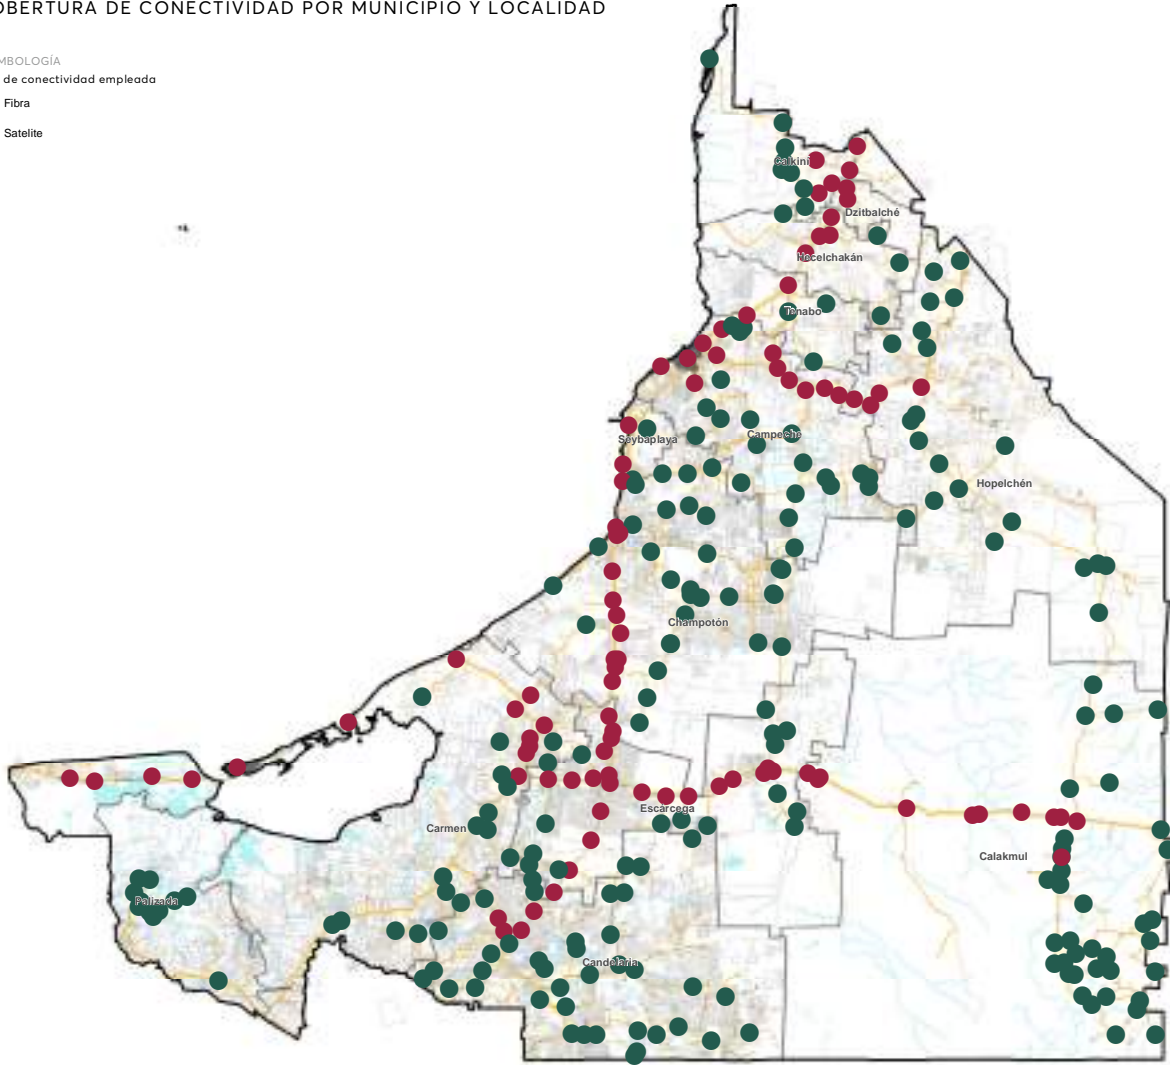 OBERTURA DE CONECTIVIDAD POR MUNICIPIO Y LOCALIDAD
MBOLOGÍA
de conectividad empleada
Fibra
Satelite
Calkiní
Dzitbalché
Hecelchakán
Tenabo
Seybaplaya
Campeche
Hopelchén
Champotón
Escárcega
Carmen
Calakmul
Palizada
Candelaria